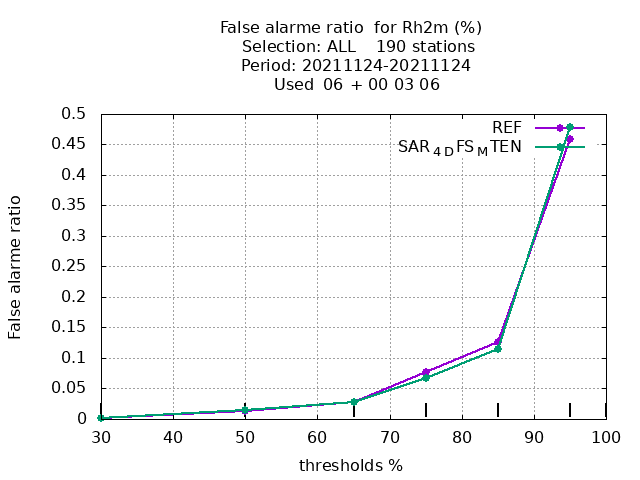 False alarme ratio  for Rh2m (%)
Selection: ALL    190 stations
Period: 20211124-20211124
Used  06 + 00 03 06
REF
SAR4DFSMTEN
False alarme ratio
0.5
0.45
0.4
0.35
0.3
0.25
0.2
0.15
0.1
0.05
0
30 40 50 60 70 80 90 100
thresholds %